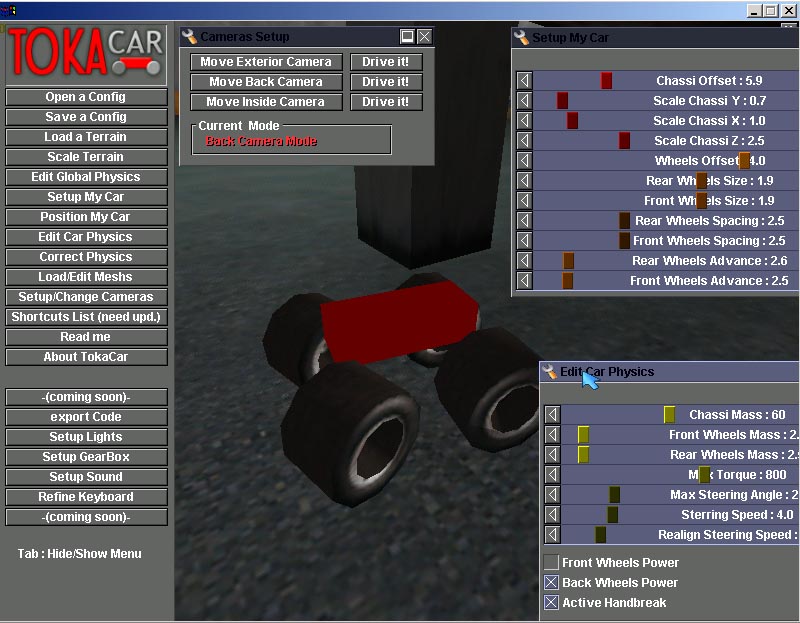 TOKACAR
Open a Config
Save a Config
Load a Terrain
Scale Terrain
Edit Global Physics
Setup My Car
Position My Car
Edit Car Physics
Correct Physics
Load/Edit Meshs
Setup/Change Cameras
Shortcuts List (need upd.)
Read me
About TokaCar
-(coming soon)-
export Code
Setup Lights
Setup GearBox
Setup Sound
Refine Keyboard
-(coming soon)-
Tab : Hide/Show Menu
Cameras Setup
Move Exterior Camera Drive it!
Move Back Camera Drive it!
Move Inside Camera Drive it!
Current Mode
Back Camera Mode
Setup My Car
Chassi Offset : 5.9
Scale Chassi Y : 0.7
Scale Chassi X : 1.0
Scale Chassi Z : 2.5
Wheels Offset 4.0
Rear Wheels Size : 1.9
Front Wheels Size : 1.9
Rear Wheels Spacing : 2.5
Front Wheels Spacing : 2.5
Rear Wheels Advance : 2.6
Front Wheels Advance : 2.5
Edit Car Physics
Chassi Mass : 60
Front Wheels Mass : 2.
Rear Wheels Mass : 2.
Max Torque : 800
Max Steering Angle : 2
Sterring Speed : 4.0
Realign Steering Speed :
Front Wheels Power
Back Wheels Power
Active Handbreak